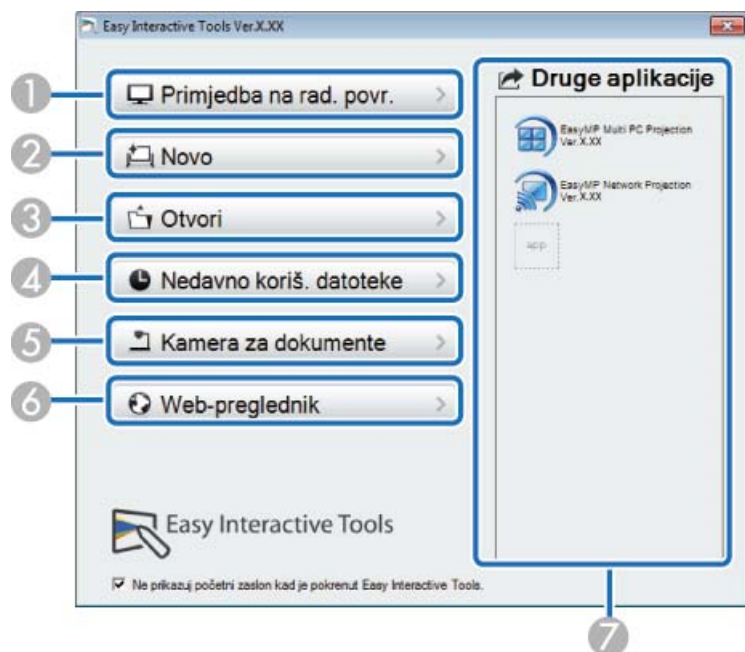 Easy Interactive Tools Ver.X.XX
1 Primjedba na rad. povr.
2 Novo
3 Otvori
4 Nedavno koriš. datoteke
5 Kamera za dokumente
6 Web-preglednik
Druge aplikacije
EasyMP Multi PC Projection
Ver.X.XX
EasyMP Network Projection
Ver.X.XX
app
Easy Interactive Tools
Ne prikazuj početni zaslon kad je pokrenut Easy Interactive Tools.
7